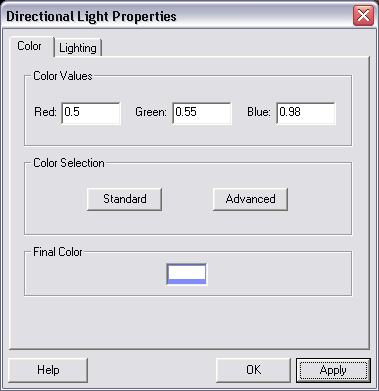 Directional Light Properties
Color Lighting
Color Values
Red: 0.5 Green: 0.55 Blue: 0.98
Color Selection
Standard Advanced
Final Color
Help OK Apply